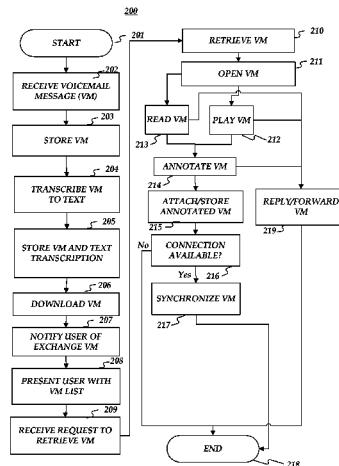 200
START
201
202
RECEIVE VOICEMAIL
MESSAGE (VM)
203
STORE VM
204
TRANSCRIBE VM
TO TEXT
205
STORE VM AND TEXT
TRANSCRIPTION
206
DOWNLOAD VM
207
NOTIFY USER OF
EXCHANGE VM
208
PRESENT USER WITH
VM LIST
209
RECEIVE REQUEST TO
RETRIEVE VM
RETRIEVE VM
210
OPEN VM
211
READ VM
213
PLAY VM
212
ANNOTATE VM
214
ATTACH/STORE
ANNOTATED VM
215
REPLY/FORWARD
VM
219
No
CONNECTION
AVAILABLE?
216
Yes
SYNCHRONIZE VM
217
END
218